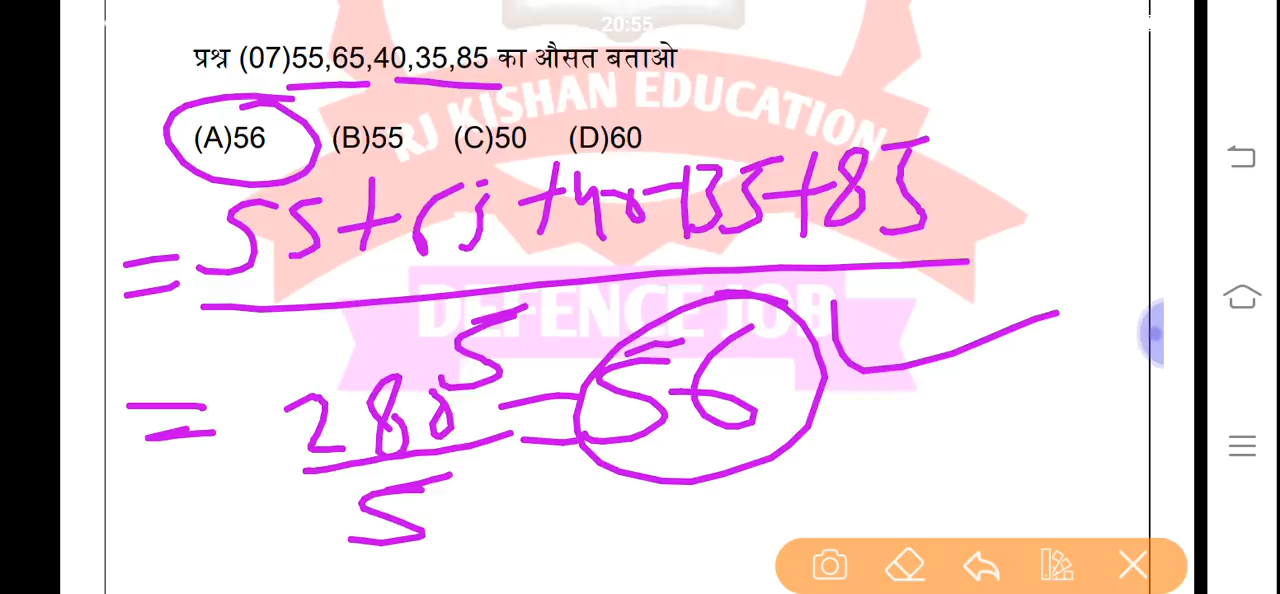 20:55
प्रश्न (07)55,65,40,35,85 का औसत बताओ
RJ KISHAN EDUCATION
(A)56 (B)55 (C)50 (D)60
= 55+65+40+35+85
5
DEFENCE JOB
= 280 = 56
5